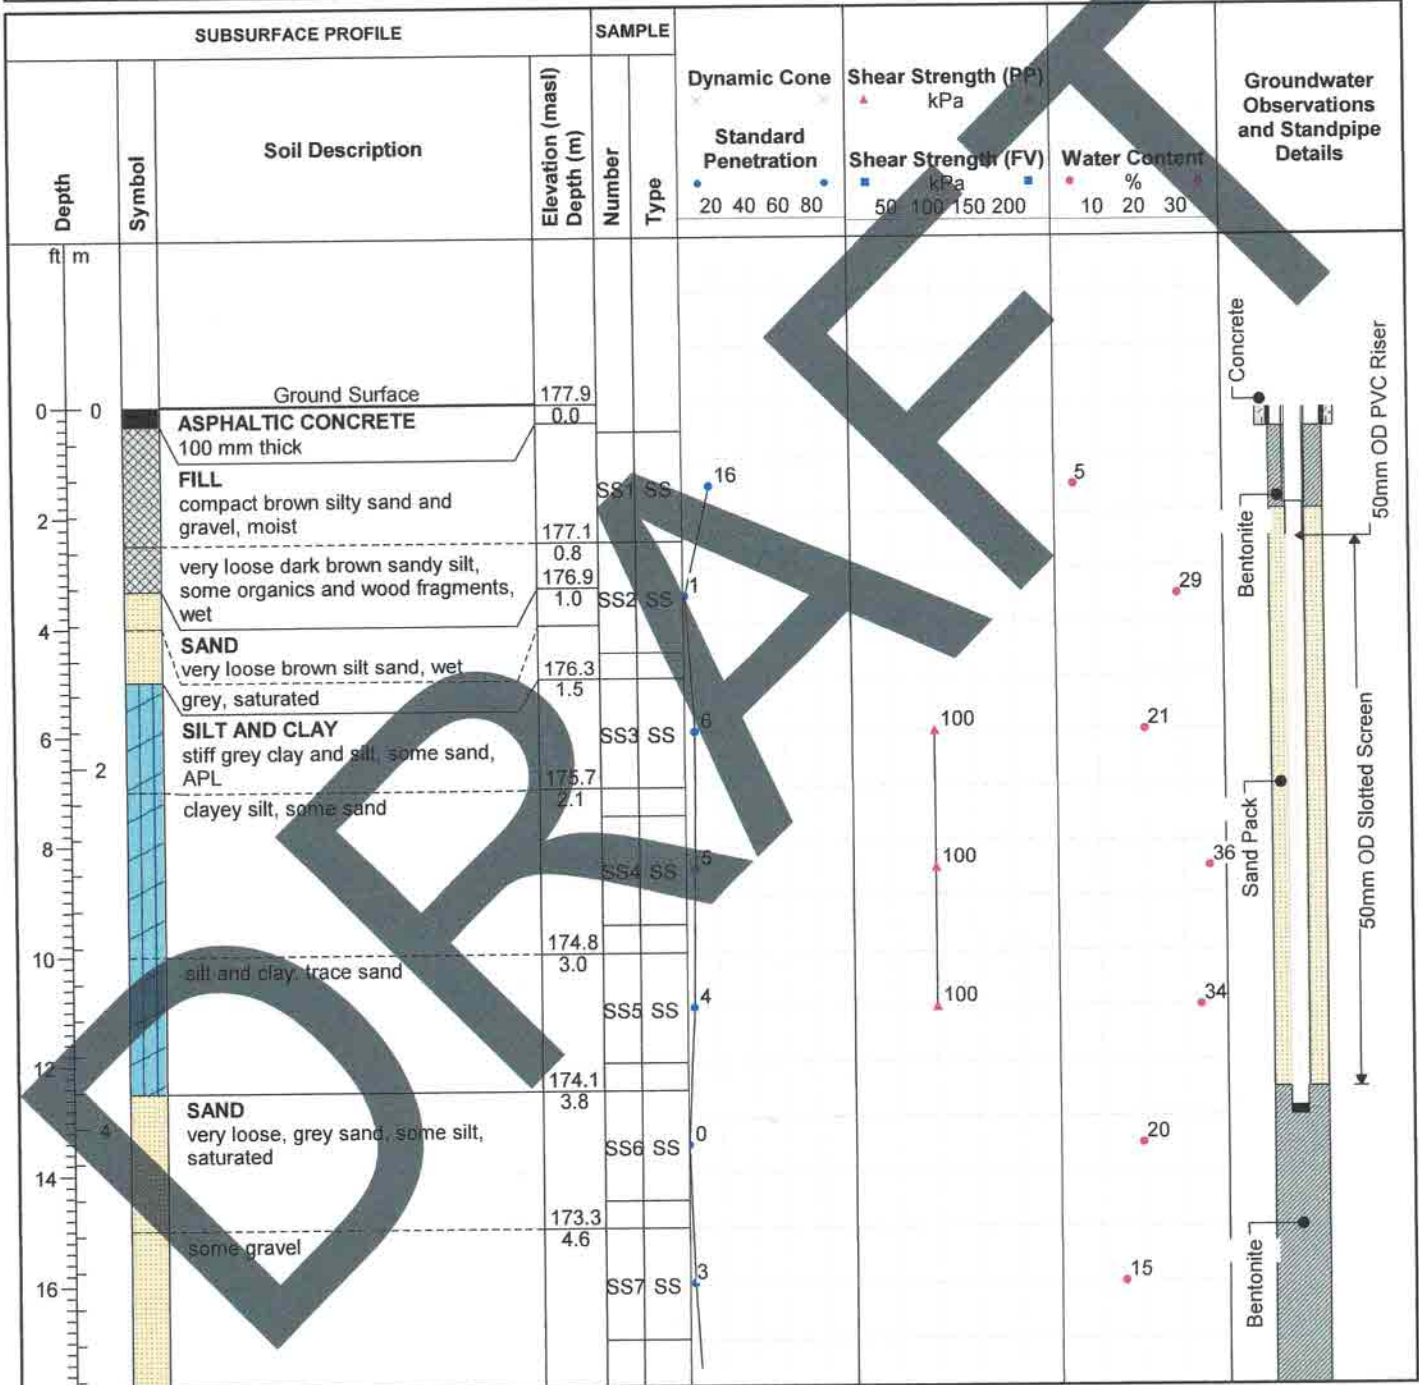 SUBSURFACE PROFILE
SAMPLE
Depth
Symbol
Soil Description
Elevation (masl)
Depth (m)
Number
Type
Dynamic Cone
Standard
Penetration
20 40 60 80
Shear Strength (PP)
kPa
Shear Strength (FV)
kPa
50 100 150 200
Water Content
%
10 20 30
Groundwater
Observations
and Standpipe
Details
ft m
Ground Surface
177.9
0 0
0.0
ASPHALTIC CONCRETE
100 mm thick
FILL
compact brown silty sand and
gravel, moist
SS1 SS
16
5
2
177.1
0.8
very loose dark brown sandy silt,
some organics and wood fragments,
wet
176.9
1.0
SS2 SS
1
29
4
SAND
very loose brown silt sand, wet
176.3
1.5
grey, saturated
SILT AND CLAY
stiff grey clay and silt, some sand,
APL
6
SS3 SS
6
100
21
2
175.7
2.1
clayey silt, some sand
8
SS4 SS
5
100
36
174.8
10
3.0
silt and clay, trace sand
SS5 SS
4
100
34
12
174.1
3.8
SAND
very loose, grey sand, some silt,
saturated
4
SS6 SS
0
20
14
173.3
4.6
some gravel
16
SS7 SS
3
15
Concrete
50mm OD PVC Riser
Bentonite
Sand Pack
50mm OD Slotted Screen
Bentonite
DRAFT